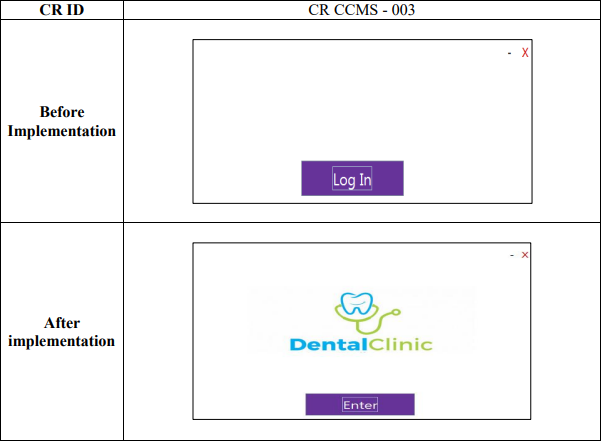 CR ID
CR CCMS - 003
Before
Implementation
- X
Log In
After
implementation
- x
DentalClinic
Enter